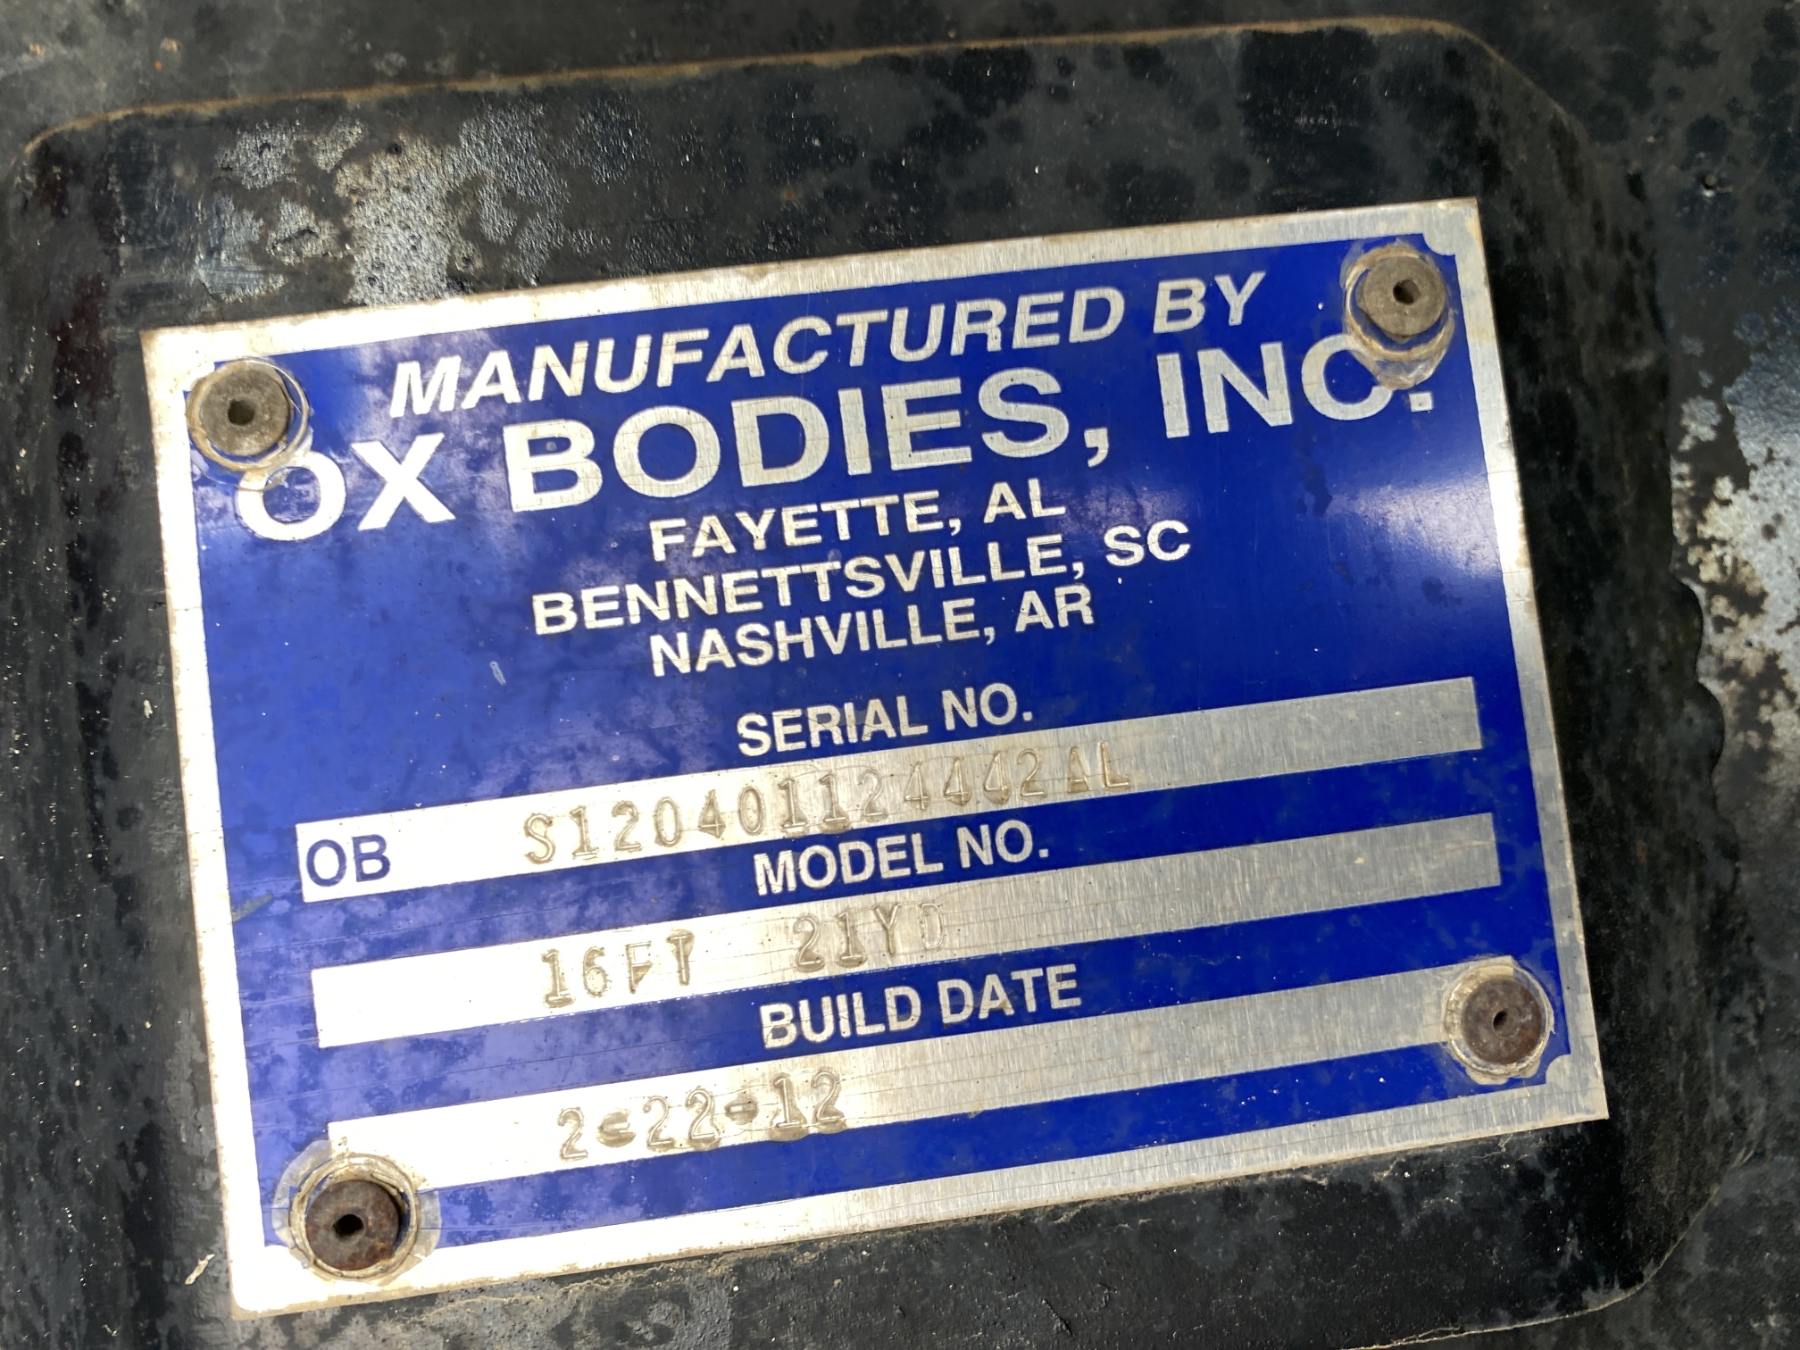 MANUFACTURED BY
OX BODIES, INC.
FAYETTE, AL
BENNETTSVILLE, SC
NASHVILLE, AR
SERIAL NO.
OB S120401124442AL
MODEL NO.
16FT 21YD
BUILD DATE
2-22-12